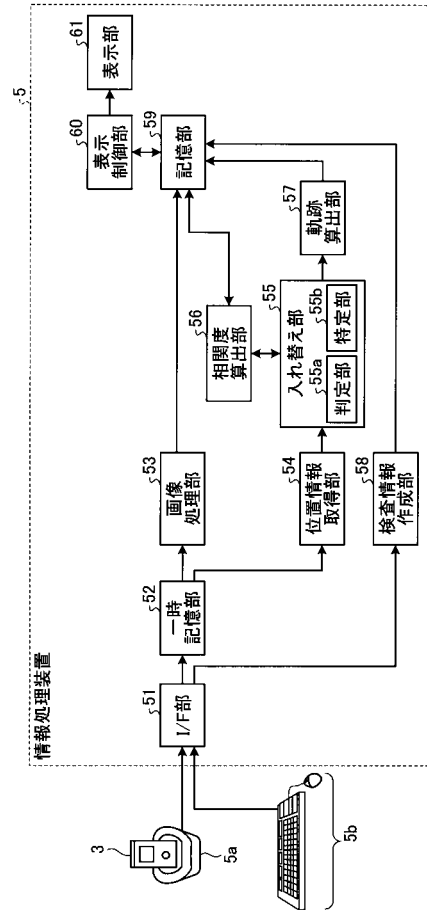 情報処理装置
5
3
5a
5b
51
I/F部
52
一時
記憶部
53
画像
処理部
54
位置情報
取得部
55
入れ替え部
55a
判定部
55b
特定部
56
相関度
算出部
57
軌跡
算出部
58
検査情報
作成部
59
記憶部
60
表示
制御部
61
表示部